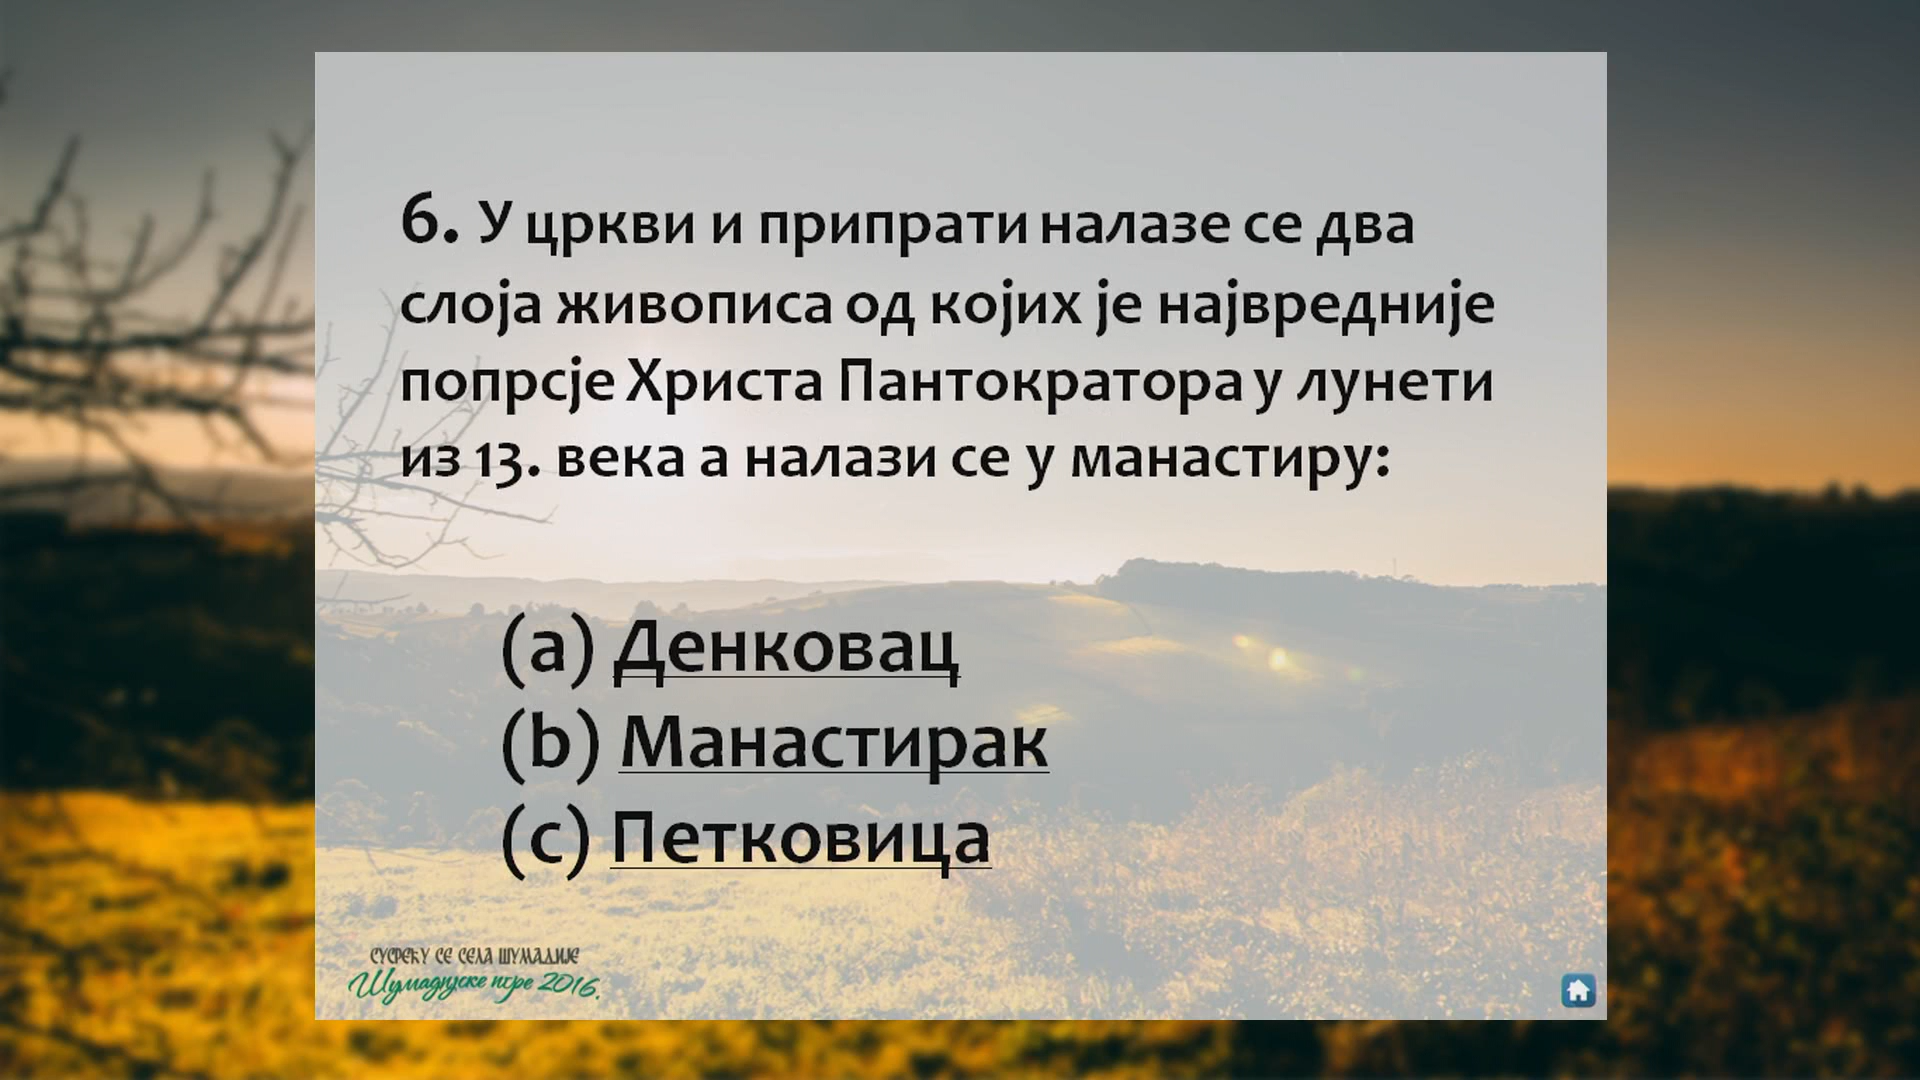 6. У цркви и припрати налазе се два
слоја живописа од којих је највредније
попрсје Христа Пантократора у лунети
из 13. века а налази се у манастиру:
(a) Денковац
(b) Манастирак
(c) Петковица
СУСРЕЋУ СЕ СЕЛА ШУМАДИЈЕ
Шумадијске игре 2016.